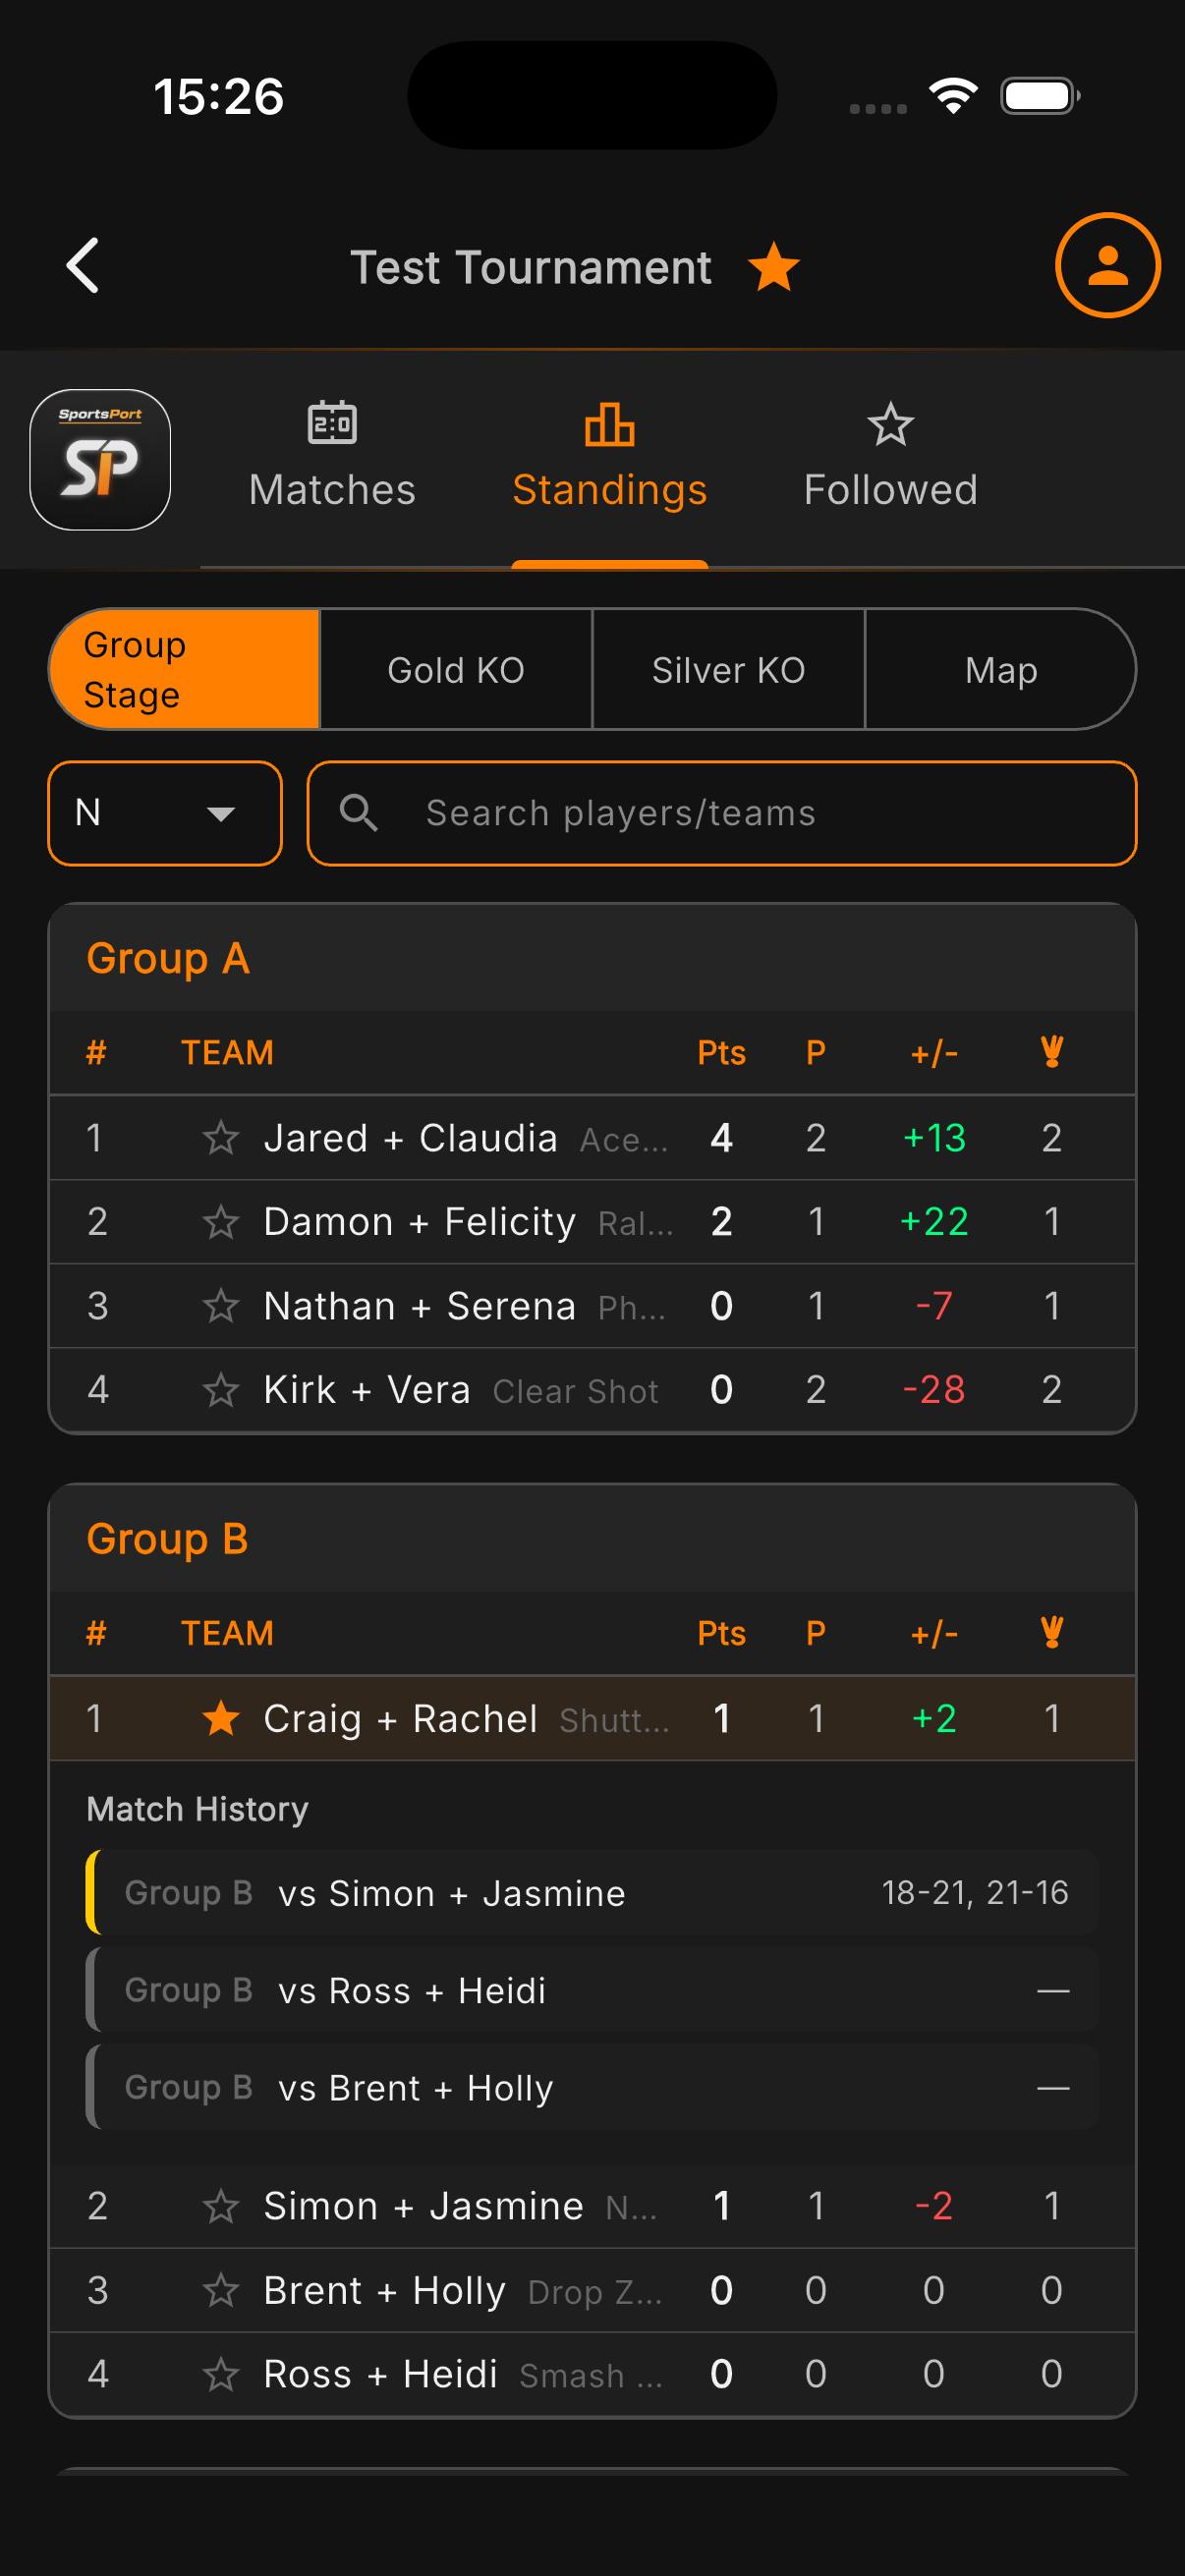 15:26
Test Tournament
SportsPort
SP
Matches
Standings
Followed
Group
Stage
Gold KO
Silver KO
Map
N
Search players/teams
Group A
# TEAM Pts P +/-
1 Jared + Claudia Ace... 4 2 +13 2
2 Damon + Felicity Ral... 2 1 +22 1
3 Nathan + Serena Ph... 0 1 -7 1
4 Kirk + Vera Clear Shot 0 2 -28 2
Group B
# TEAM Pts P +/-
1 Craig + Rachel Shutt... 1 1 +2 1
Match History
Group B vs Simon + Jasmine 18-21, 21-16
Group B vs Ross + Heidi —
Group B vs Brent + Holly —
2 Simon + Jasmine N... 1 1 -2 1
3 Brent + Holly Drop Z... 0 0 0 0
4 Ross + Heidi Smash ... 0 0 0 0